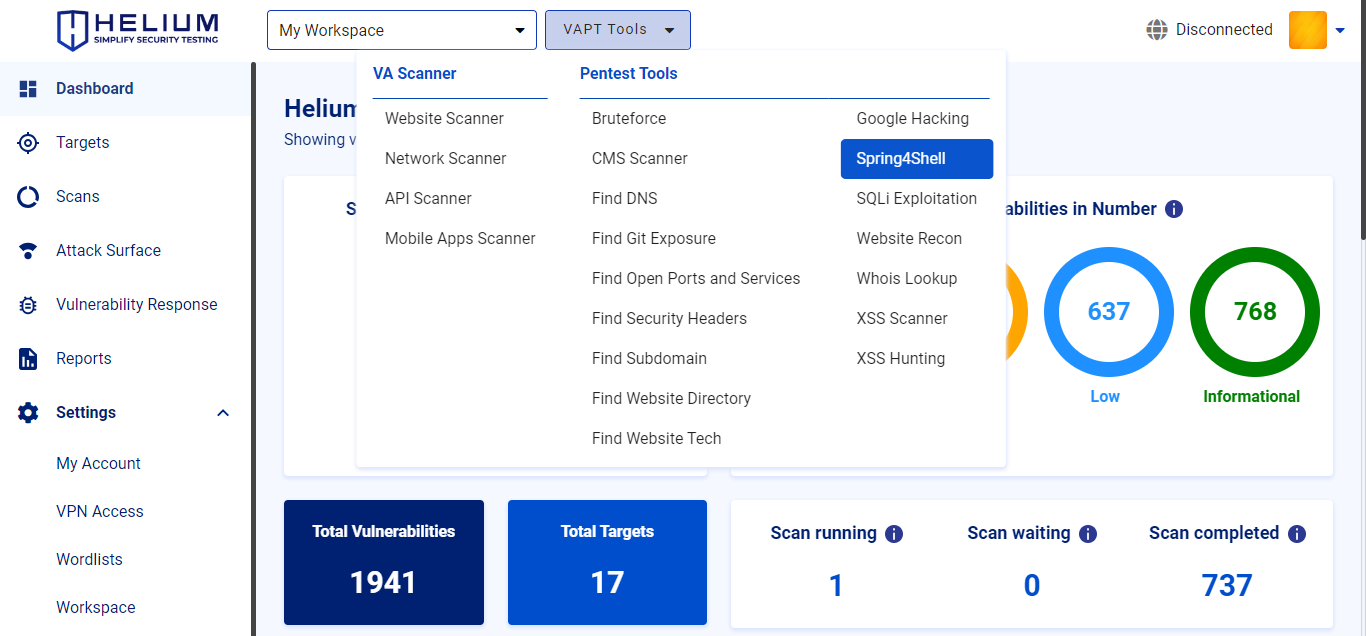 HELIUM
SIMPLIFY SECURITY TESTING
My Workspace
VAPT Tools
Disconnected
Dashboard
Targets
Scans
Attack Surface
Vulnerability Response
Reports
Settings
My Account
VPN Access
Wordlists
Workspace
VA Scanner
Website Scanner
Network Scanner
API Scanner
Mobile Apps Scanner
Pentest Tools
Bruteforce
CMS Scanner
Find DNS
Find Git Exposure
Find Open Ports and Services
Find Security Headers
Find Subdomain
Find Website Directory
Find Website Tech
Google Hacking
Spring4Shell
SQLi Exploitation
Website Recon
Whois Lookup
XSS Scanner
XSS Hunting
Helium
Showing v
S
abilities in Number
637
Low
768
Informational
Total Vulnerabilities
1941
Total Targets
17
Scan running
1
Scan waiting
0
Scan completed
737